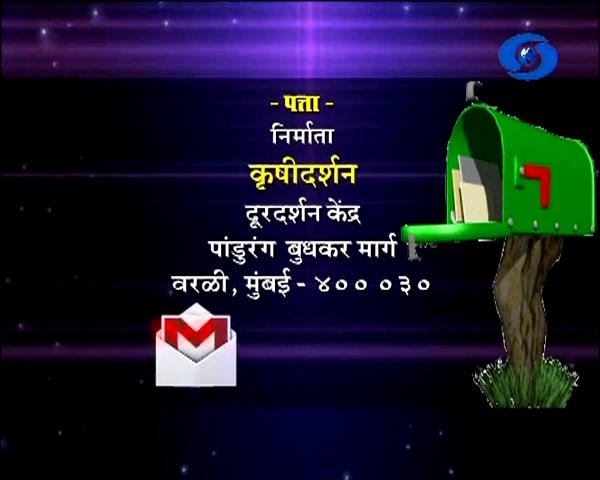 - पत्ता -
निर्माता
कृषीदर्शन
दूरदर्शन केंद्र
पांडुरंग बुधकर मार्ग
वरळी, मुंबई - ४०० ०३०